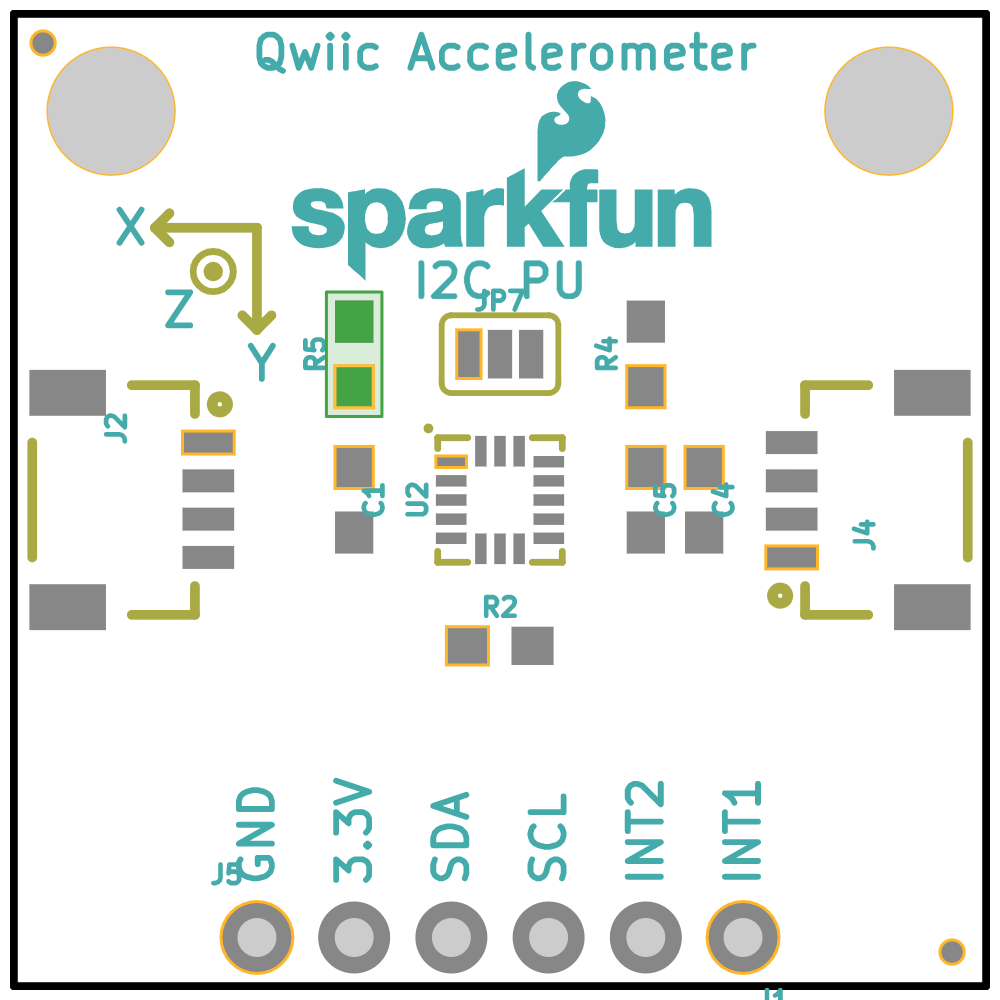 Qwiic Accelerometer
sparkfun
X
Z
Y
I2C PU
JP7
R5
R4
J2
C1
U2
C5
C4
J4
R2
GND
3.3V
SDA
SCL
INT2
INT1
J5
J1